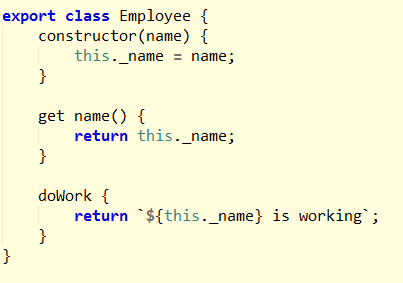 export class Employee {
    constructor(name) {
        this._name = name;
    }

    get name() {
        return this._name;
    }

    doWork {
        return `${this._name} is working`;
    }
}